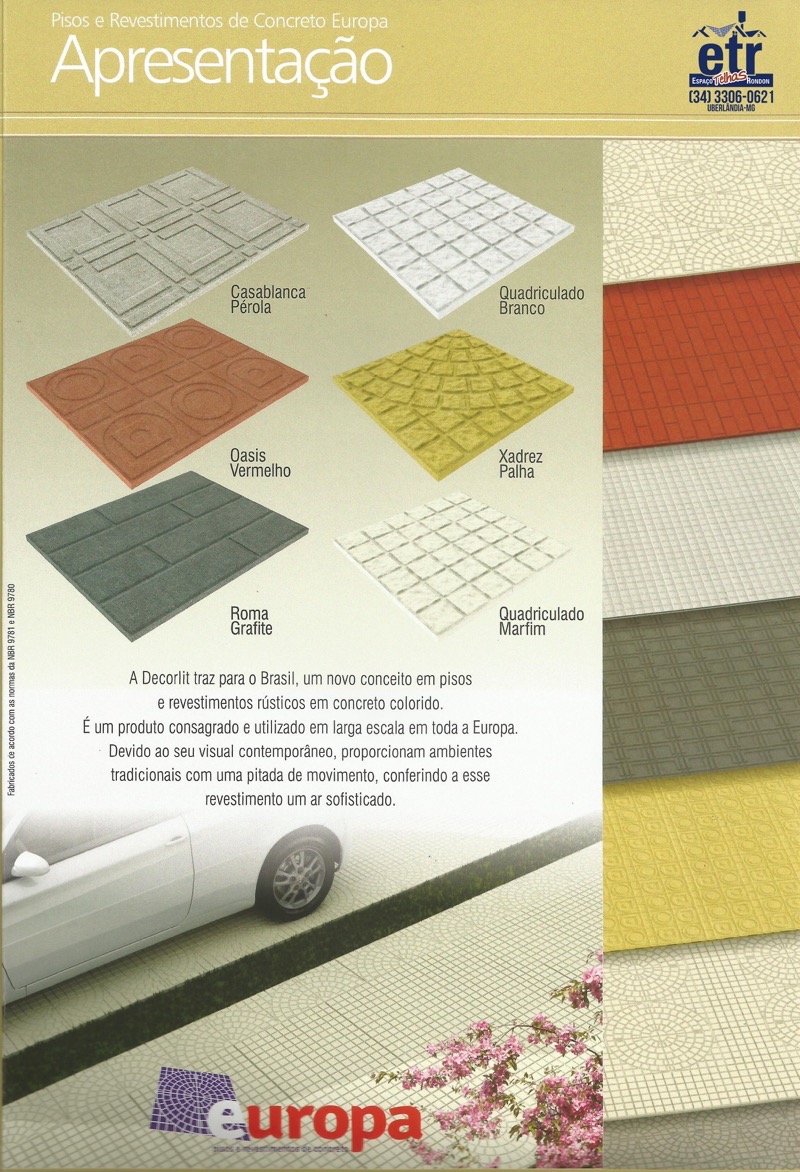 Pisos e Revestimentos de Concreto Europa
Apresentação
etr
ESPAÇO Telhas RONDON
(34) 3306-0621
UBERLÂNDIA-MG
Casablanca
Pérola
Quadriculado
Branco
Oasis
Vermelho
Xadrez
Palha
Roma
Grafite
Quadriculado
Marfim
Fabricados de acordo com as normas da NBR 9781 e NBR 9780
A Decorlit traz para o Brasil, um novo conceito em pisos
e revestimentos rústicos em concreto colorido.
É um produto consagrado e utilizado em larga escala em toda a Europa.
Devido ao seu visual contemporâneo, proporcionam ambientes
tradicionais com uma pitada de movimento, conferindo a esse
revestimento um ar sofisticado.
europa
pisos e revestimentos de concreto